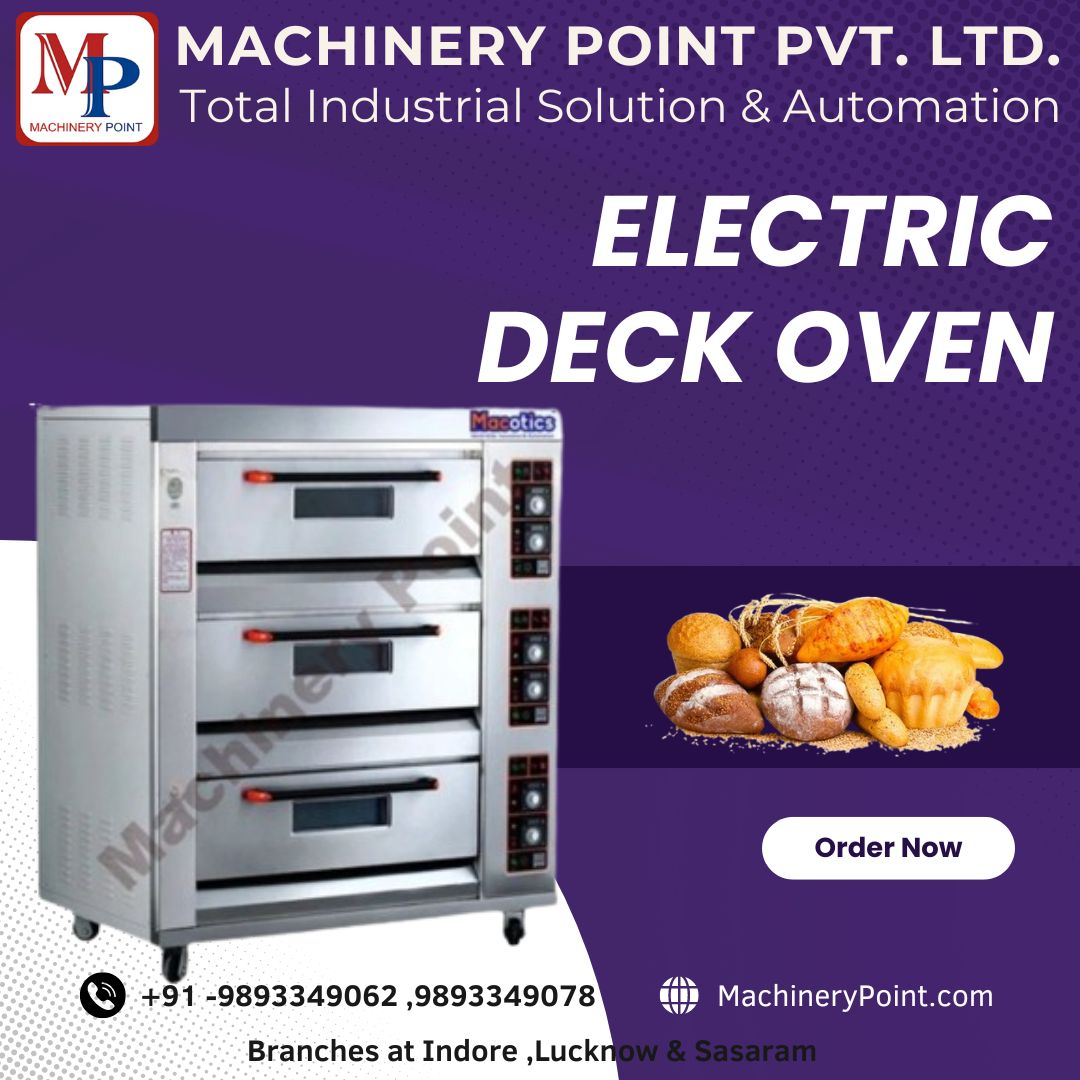 MP
MACHINERY POINT
MACHINERY POINT PVT. LTD.
Total Industrial Solution & Automation
ELECTRIC
DECK OVEN
Macotics
Machinery Point
Order Now
+91 -9893349062 ,9893349078
MachineryPoint.com
Branches at Indore ,Lucknow & Sasaram